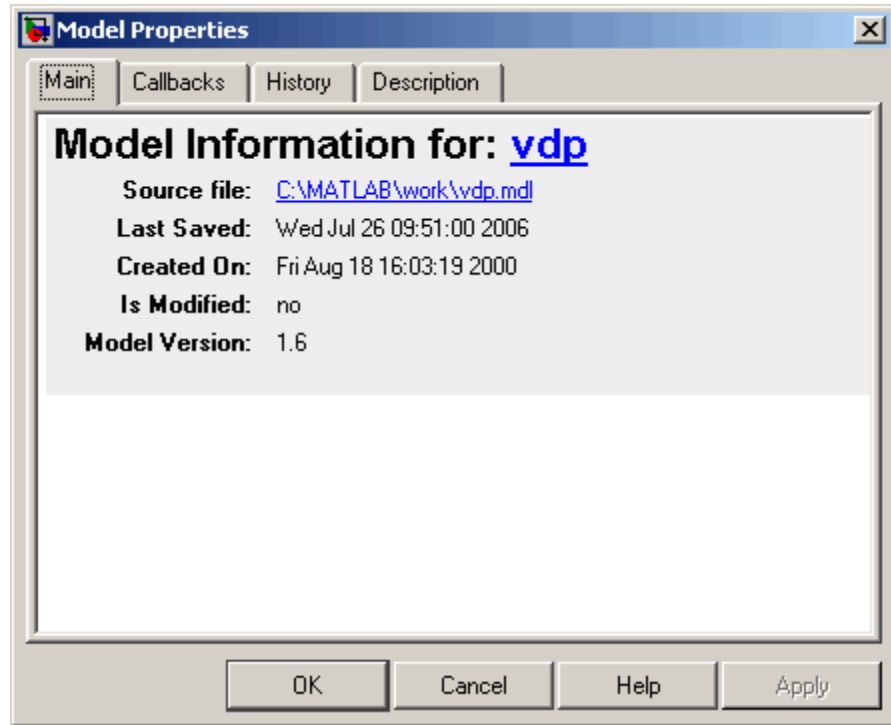 Model Properties
Main Callbacks History Description
Model Information for: vdp
Source file: C:\MATLAB\work\vdp.mdl
Last Saved: Wed Jul 26 09:51:00 2006
Created On: Fri Aug 18 16:03:19 2000
Is Modified: no
Model Version: 1.6
OK Cancel Help Apply